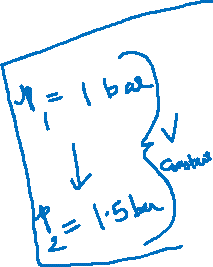 P₁ = 1 bar
P₂ = 1.5 bar
V
Constant